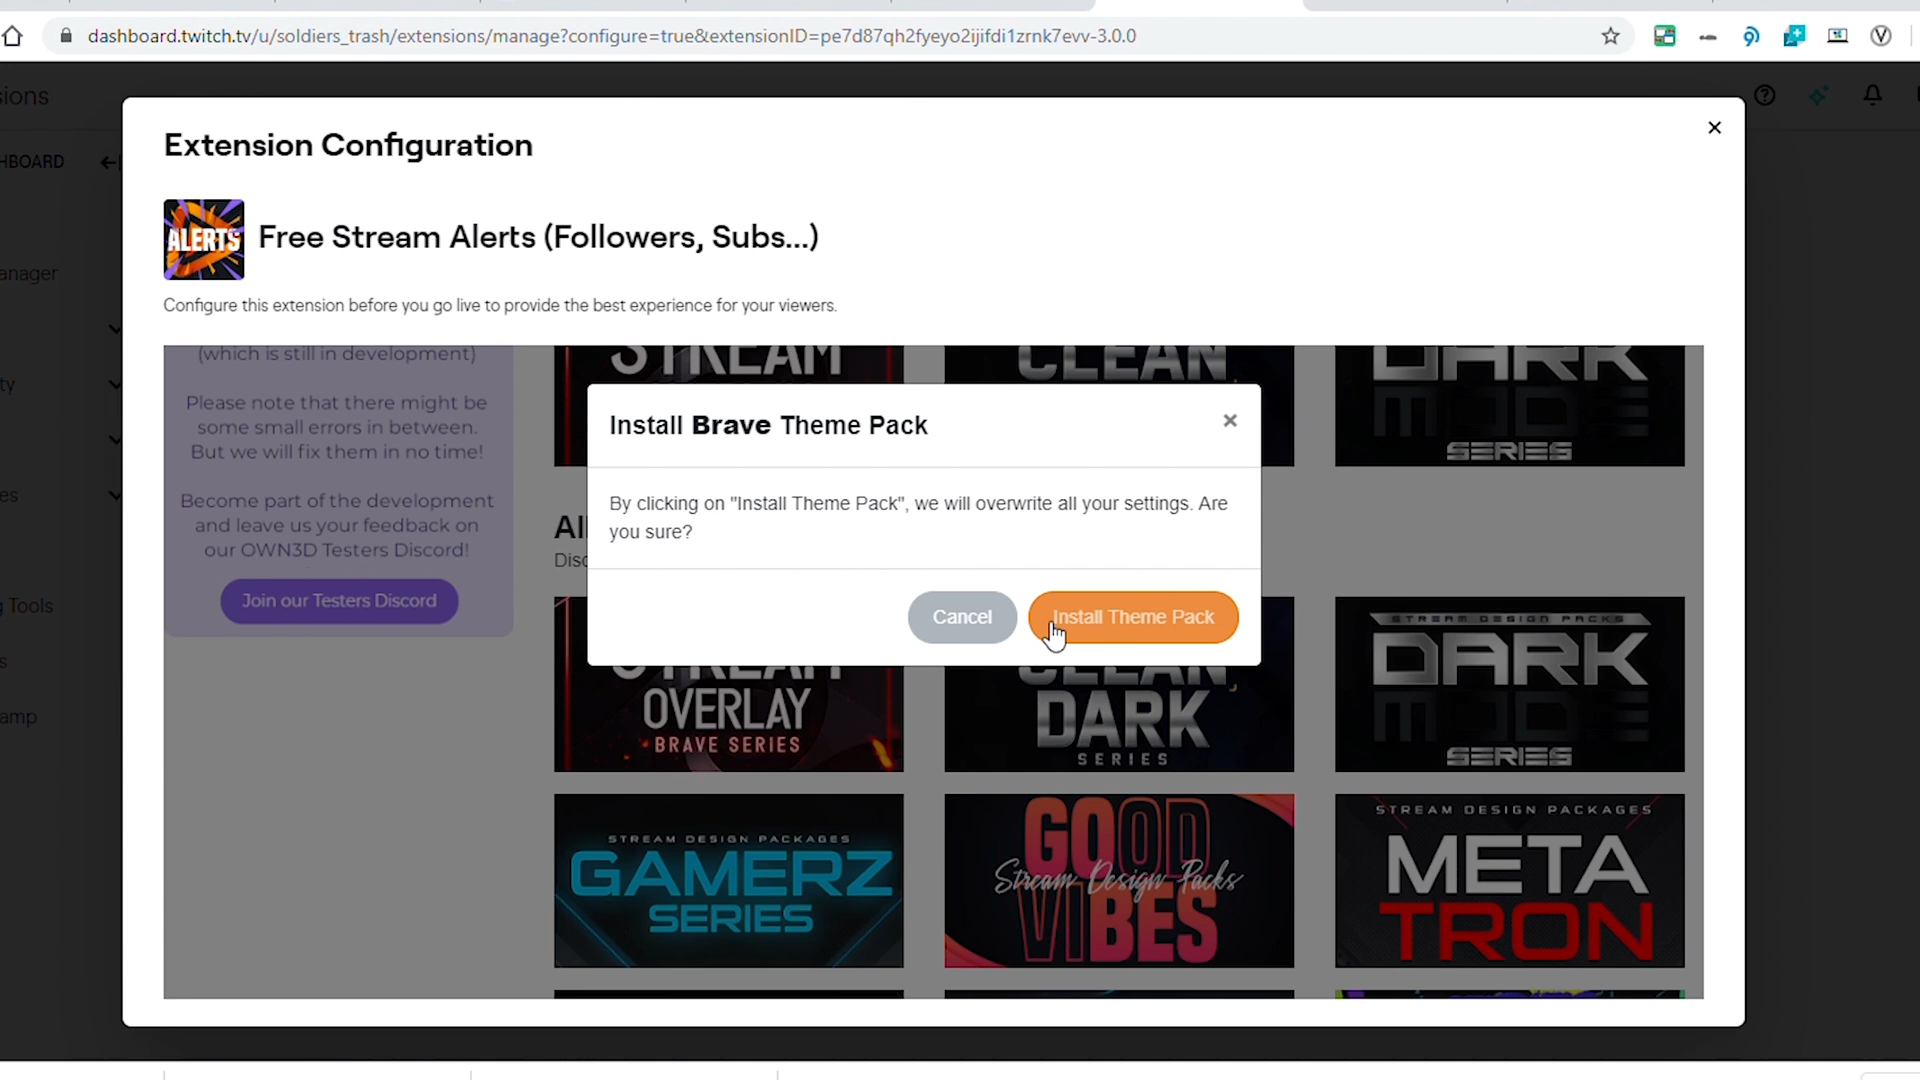 dashboard.twitch.tv/u/soldiers_trash/extensions/manage?configure=true&extensionID=pe7d87qh2fyeyo2ijifdi1zrnk7evv-3.0.0
sions
HBOARD
anager
ty
es
g Tools
s
amp
Extension Configuration
ALERTS
Free Stream Alerts (Followers, Subs...)
Configure this extension before you go live to provide the best experience for your viewers.
(which is still in development)
Please note that there might be
some small errors in between.
But we will fix them in no time!
Become part of the development
and leave us your feedback on
our OWN3D Testers Discord!
Join our Testers Discord
STREAM
CLEAN
DARK
MODE
SERIES
Install Brave Theme Pack
By clicking on "Install Theme Pack", we will overwrite all your settings. Are
you sure?
Cancel
Install Theme Pack
All
Disc
STREAM
OVERLAY
BRAVE SERIES
CLEAN
DARK
SERIES
STREAM DESIGN PACKS
DARK
MODE
SERIES
STREAM DESIGN PACKAGES
GAMERZ
SERIES
GOOD
Stream Design Packs
VIBES
STREAM DESIGN PACKAGES
META
TRON